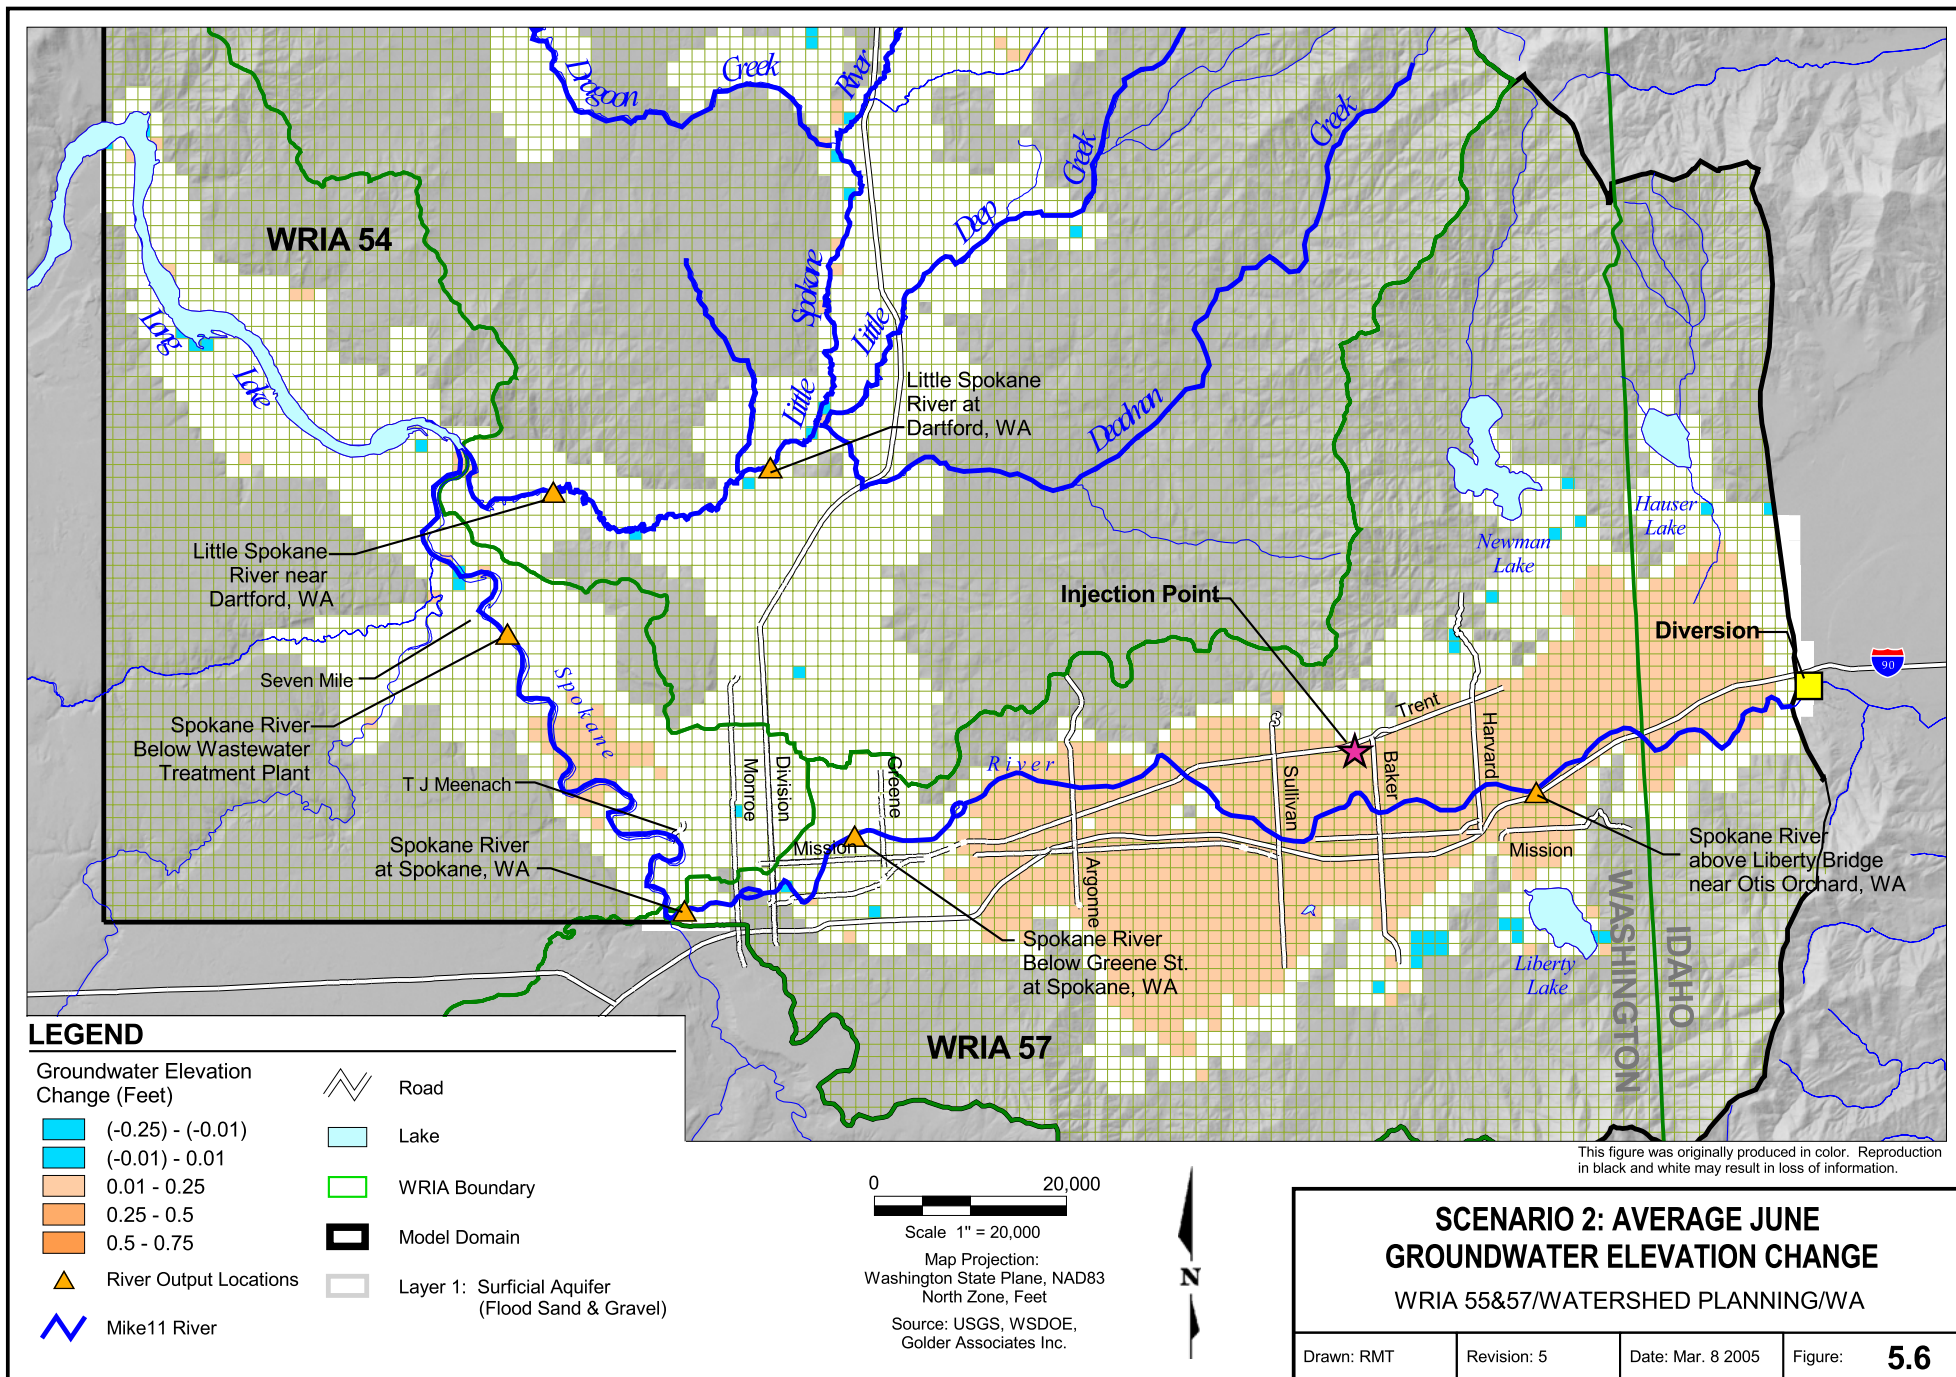 Dragoon
Creek
River
Creek
Creek
Deep
WRIA 54
Spokane
Little
Long
Lake
Little
Little Spokane
River at
Dartford, WA
Deadman
Hauser
Lake
Newman
Lake
Little Spokane
River near
Dartford, WA
Injection Point
Diversion
90
Seven Mile
Spokane
Spokane River
Below Wastewater
Treatment Plant
T J Meenach
Monroe
Division
Greene
River
Trent
Harvard
Baker
Sullivan
Argonne
Mission
Mission
Spokane River
at Spokane, WA
Spokane River
above Liberty Bridge
near Otis Orchard, WA
Spokane River
Below Greene St.
at Spokane, WA
Liberty
Lake
WASHINGTON
IDAHO
WRIA 57
LEGEND
Groundwater Elevation
Change (Feet)
(-0.25) - (-0.01)
(-0.01) - 0.01
0.01 - 0.25
0.25 - 0.5
0.5 - 0.75
River Output Locations
Mike11 River
Road
Lake
WRIA Boundary
Model Domain
Layer 1: Surficial Aquifer
(Flood Sand & Gravel)
0 20,000
Scale 1" = 20,000
Map Projection:
Washington State Plane, NAD83
North Zone, Feet
Source: USGS, WSDOE,
Golder Associates Inc.
N
This figure was originally produced in color. Reproduction
in black and white may result in loss of information.
SCENARIO 2: AVERAGE JUNE
GROUNDWATER ELEVATION CHANGE
WRIA 55&57/WATERSHED PLANNING/WA
Drawn: RMT
Revision: 5
Date: Mar. 8 2005
Figure: 5.6